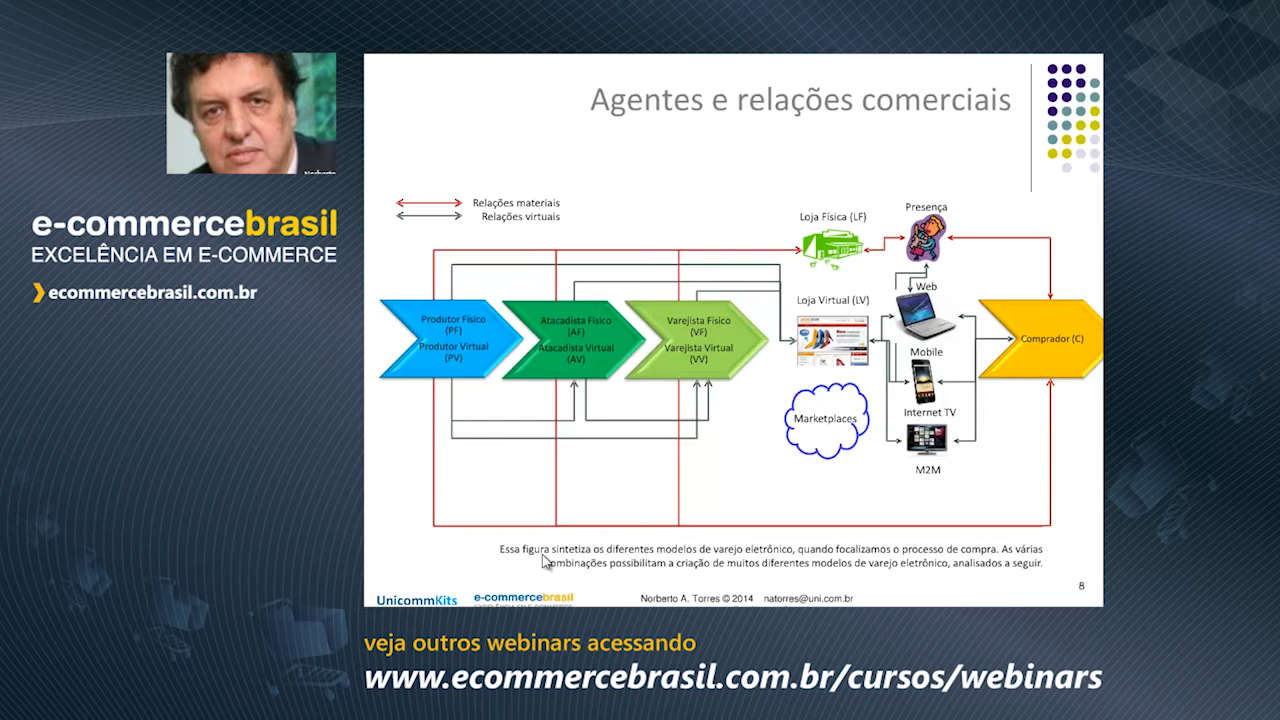 Agentes e relações comerciais
Norberto
e-commercebrasil
EXCELÊNCIA EM E-COMMERCE
ecommercebrasil.com.br
Relações materiais
Relações virtuais
Loja Física (LF)
Presença
Loja Virtual (LV)
Web
Mobile
Internet TV
M2M
Marketplaces
Produtor Físico
(PF)
Produtor Virtual
(PV)
Atacadista Físico
(AF)
Atacadista Virtual
(AV)
Varejista Físico
(VF)
Varejista Virtual
(VV)
Comprador (C)
Essa figura sintetiza os diferentes modelos de varejo eletrônico, quando focalizamos o processo de compra. As várias
combinações possibilitam a criação de muitos diferentes modelos de varejo eletrônico, analisados a seguir.
8
UnicommKits
e-commercebrasil
EXCELÊNCIA EM E-COMMERCE
Norberto A. Torres © 2014 natorres@uni.com.br
veja outros webinars acessando
www.ecommercebrasil.com.br/cursos/webinars